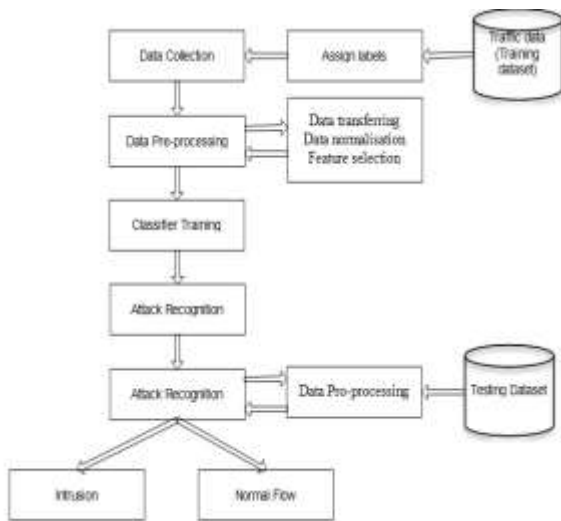 Data Collection
Assign labels
Traffic data
(Training
dataset)
Data Pre-processing
Data transferring
Data normalisation
Feature selection
Classifier Training
Attack Recognition
Attack Recognition
Data Pro-processing
Testing Dataset
Intrusion
Normal Flow